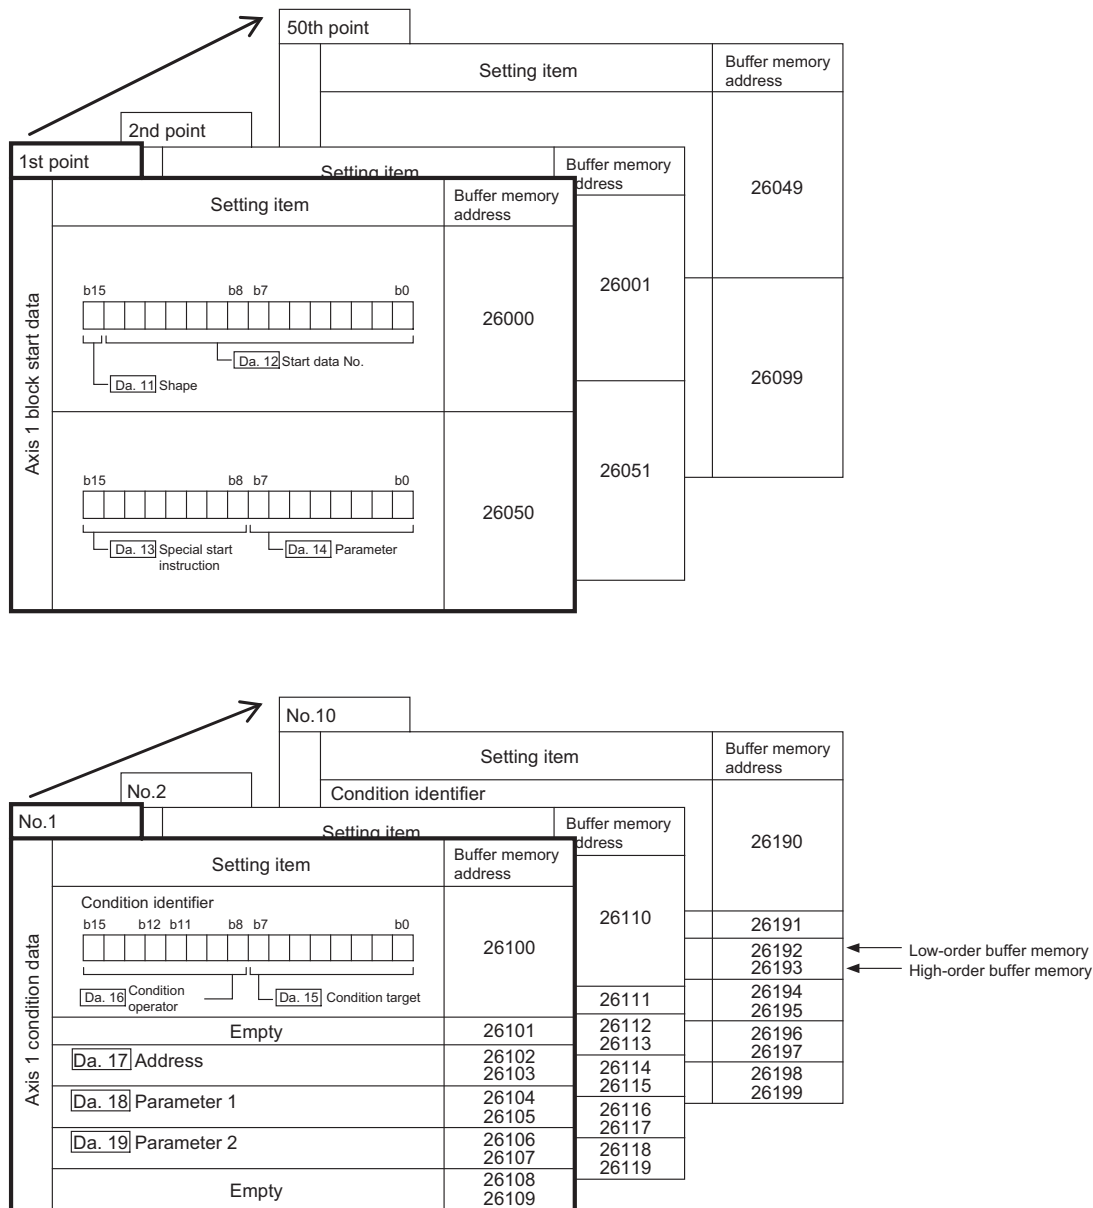 50th point
Setting item
Buffer memory
address
26049
26099
2nd point
Setting item
Buffer memory
address
26001
26051
1st point
Axis 1 block start data
Setting item
Buffer memory
address
b15 b8 b7 b0
26000
Da. 12 Start data No.
Da. 11 Shape
b15 b8 b7 b0
26050
Da. 13 Special start
instruction
Da. 14 Parameter
No.10
Setting item
Buffer memory
address
Condition identifier
26190
26191
26192
26193
Low-order buffer memory
High-order buffer memory
26194
26195
26196
26197
26198
26199
No.2
Setting item
Buffer memory
address
26110
26111
26112
26113
26114
26115
26116
26117
26118
26119
No.1
Axis 1 condition data
Setting item
Buffer memory
address
Condition identifier
b15 b12 b11 b8 b7 b0
26100
Da. 16 Condition
operator
Da. 15 Condition target
Empty
26101
Da. 17 Address
26102
26103
Da. 18 Parameter 1
26104
26105
Da. 19 Parameter 2
26106
26107
Empty
26108
26109